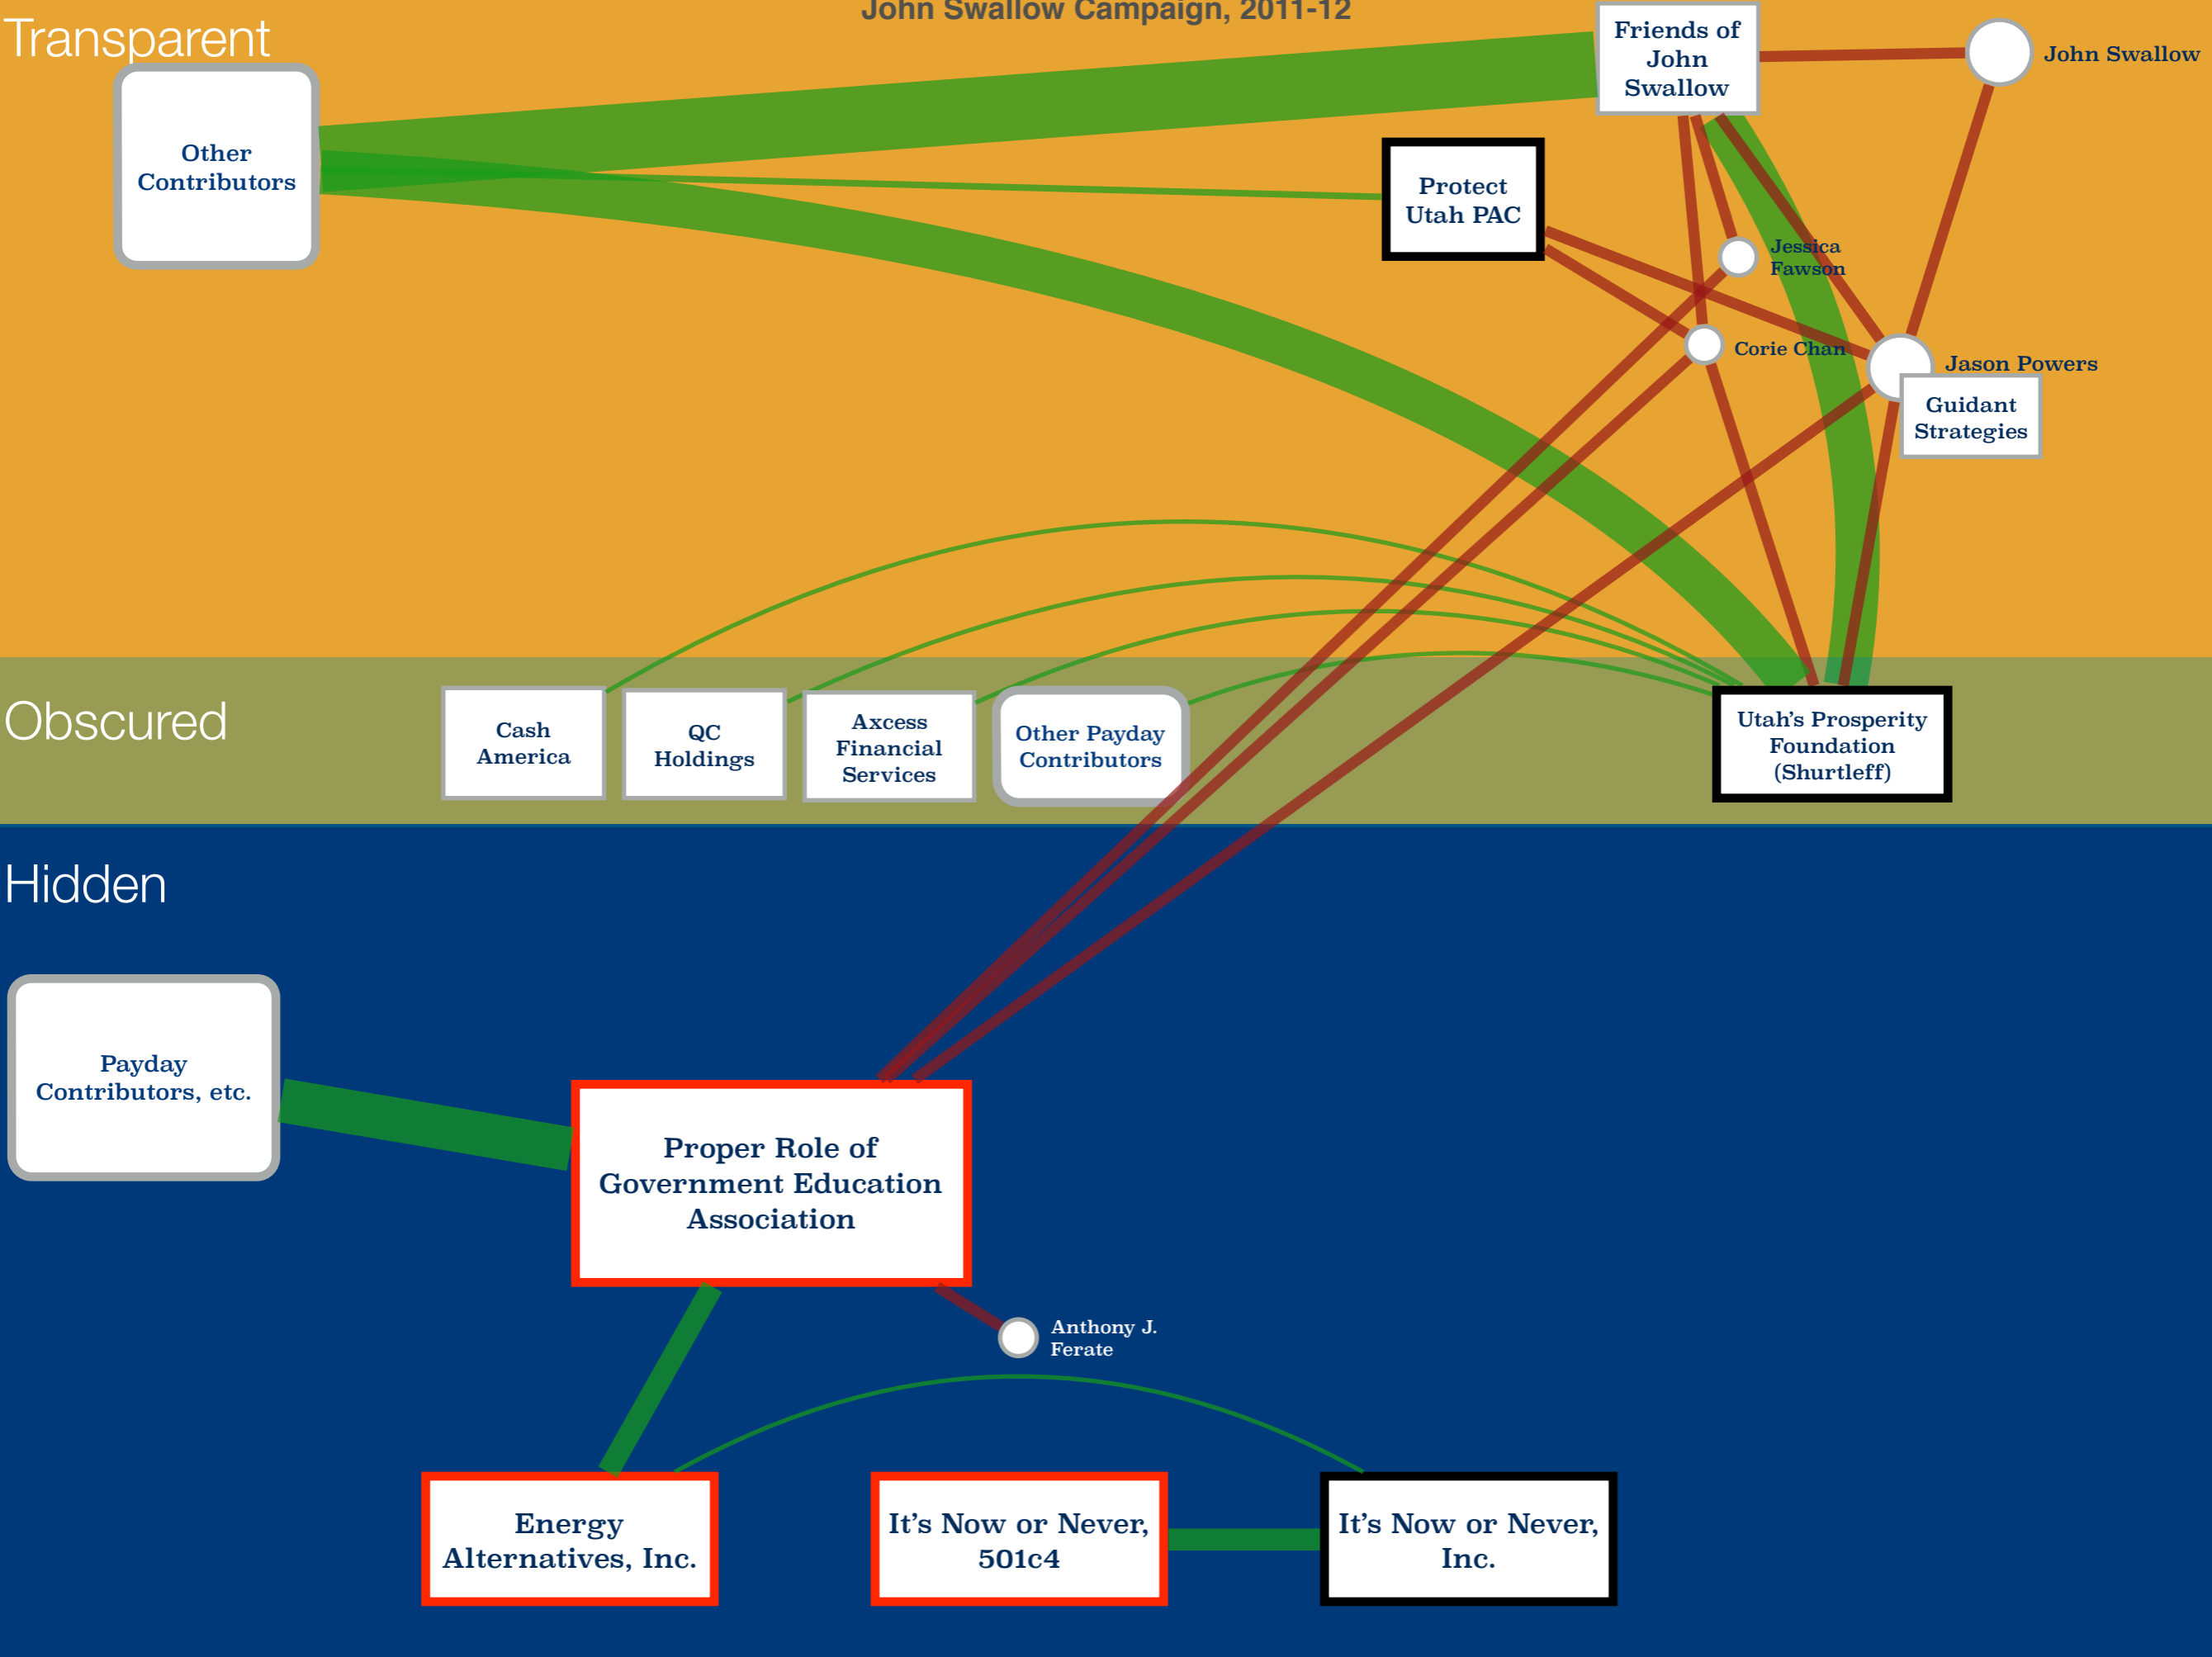 John Swallow Campaign, 2011-12
Transparent
Friends of
John
Swallow
John Swallow
Other
Contributors
Protect
Utah PAC
Jessica
Fawson
Corie Chan
Jason Powers
Guidant
Strategies
Obscured
Cash
America
QC
Holdings
Axcess
Financial
Services
Other Payday
Contributors
Utah's Prosperity
Foundation
(Shurtleff)
Hidden
Payday
Contributors, etc.
Proper Role of
Government Education
Association
Anthony J.
Ferate
Energy
Alternatives, Inc.
It's Now or Never,
501c4
It's Now or Never,
Inc.